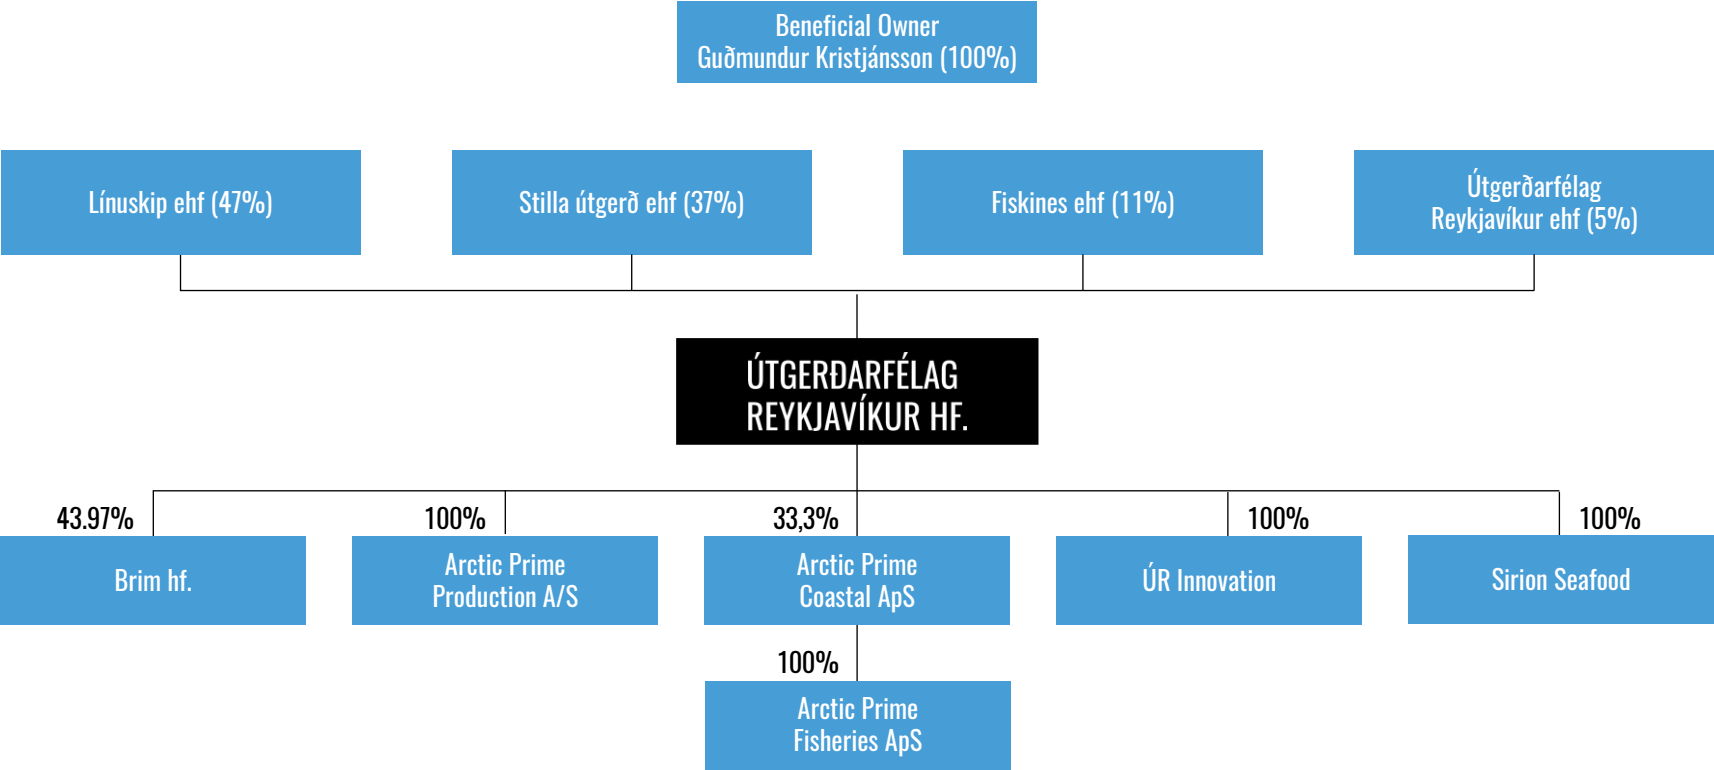 Beneficial Owner
Guðmundur Kristjánsson (100%)
Línuskip ehf (47%)
Stilla útgerð ehf (37%)
Fiskines ehf (11%)
Útgerðarfélag
Reykjavíkur ehf (5%)
ÚTGERÐARFÉLAG
REYKJAVÍKUR HF.
43.97%
100%
33,3%
100%
100%
Brim hf.
Arctic Prime
Production A/S
Arctic Prime
Coastal ApS
ÚR Innovation
Sirion Seafood
100%
Arctic Prime
Fisheries ApS